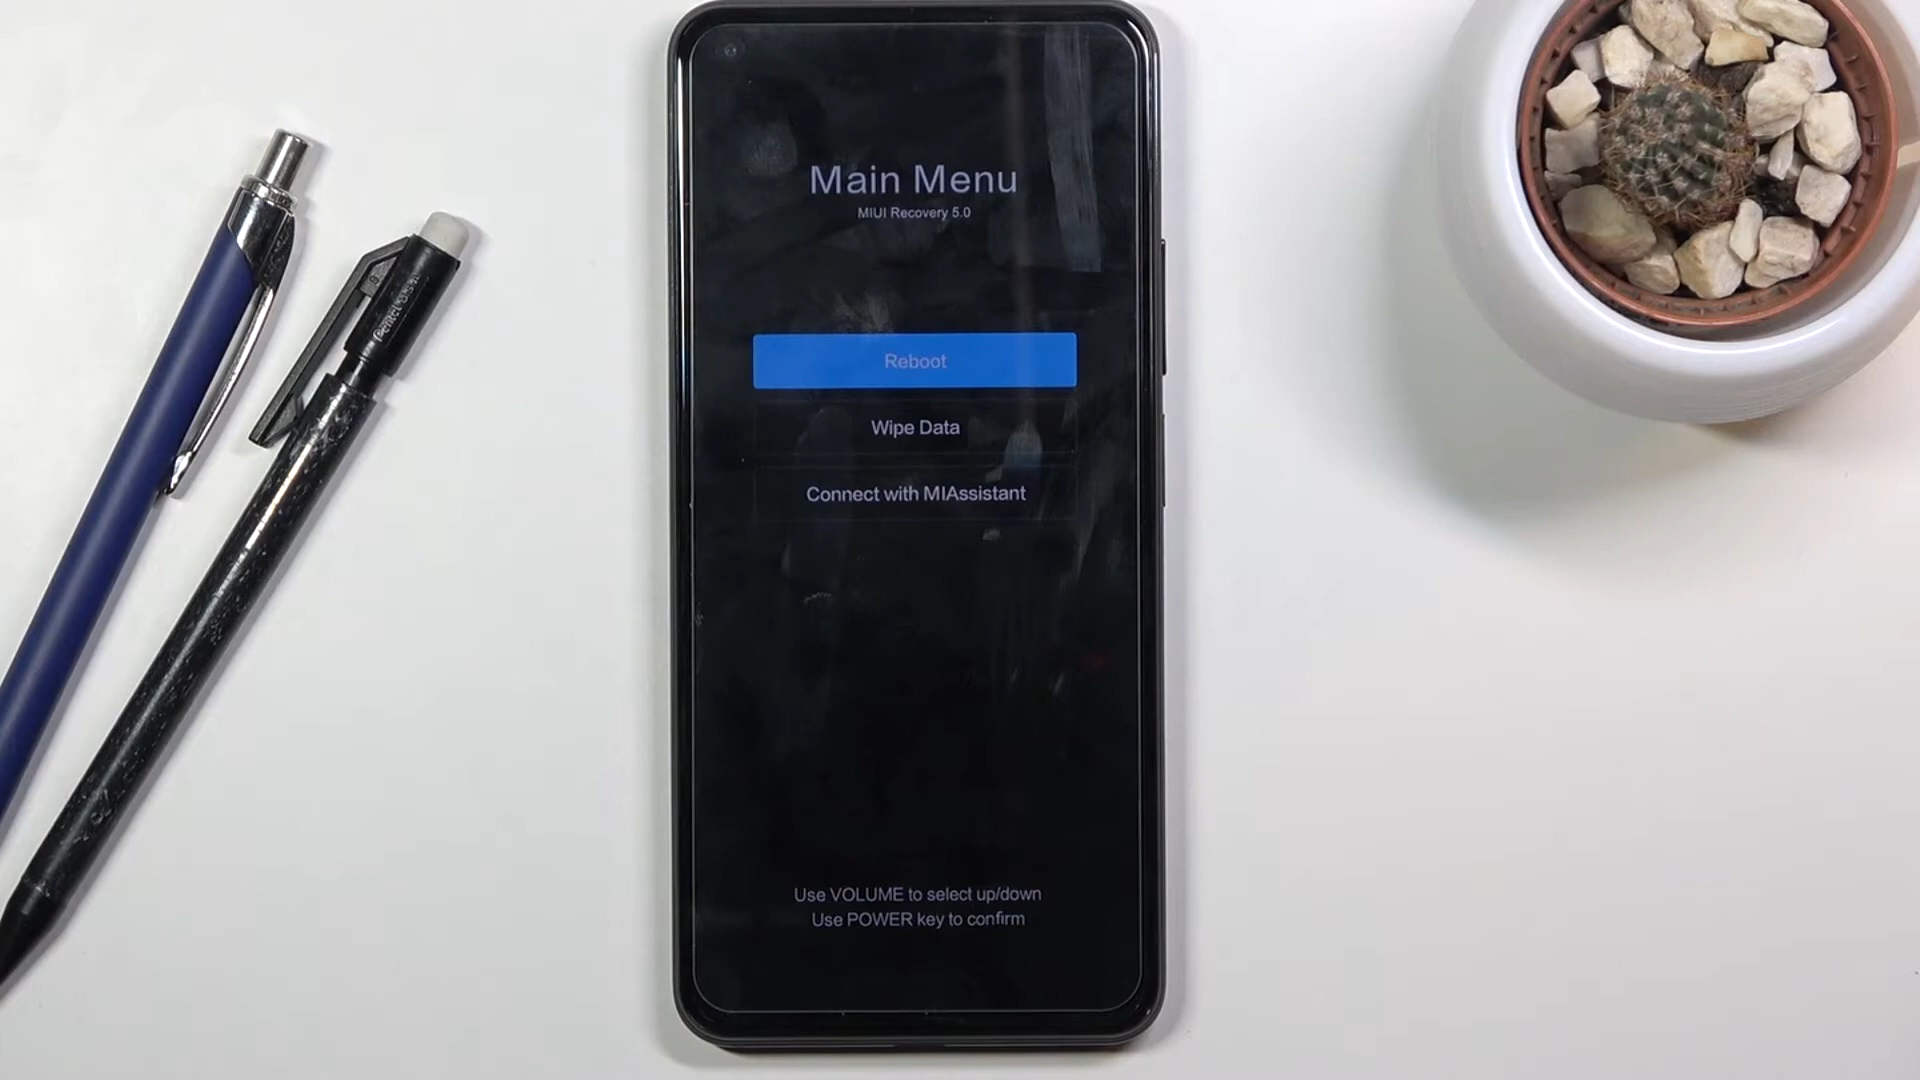 Main Menu
MIUI Recovery 5.0
Reboot
Wipe Data
Connect with MIAssistant
Use VOLUME to select up/down
Use POWER key to confirm
Pentel